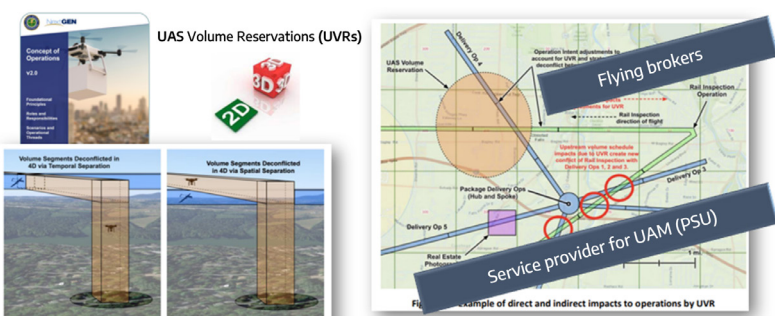 NextGEN
Concept of
Operations
V2.0
Foundational
Principles
Roles and
Responsibilities
Scenarios and
Operational
Threads
UAS Volume Reservations (UVRs)
3D
2D
Volume Segments Deconflicted in
4D via Temporal Separation
Volume Segments Deconflicted
in 4D via Spatial Separation
UAS Volume
Reservation
Delivery Op 4
Operation Intent adjustments to
account for UVR and
deconflict
Flying brokers
for UVR
Rail Inspection
Operation
Rail Inspection
direction of flight
Upstream volume schedule
impacts due to UVR create new
conflict of Rail Inspection with
Delivery Ops 1, 2 and 3.
Package Delivery Ops
(Hub and Spoke)
Delivery Op 3
Delivery Op 5
Real Estate
Service provider for UAM (PSU)
1 mi.
example of direct and indirect impacts to operations by UVR